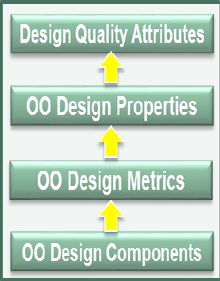 Design Quality Attributes
OO Design Properties
OO Design Metrics
OO Design Components